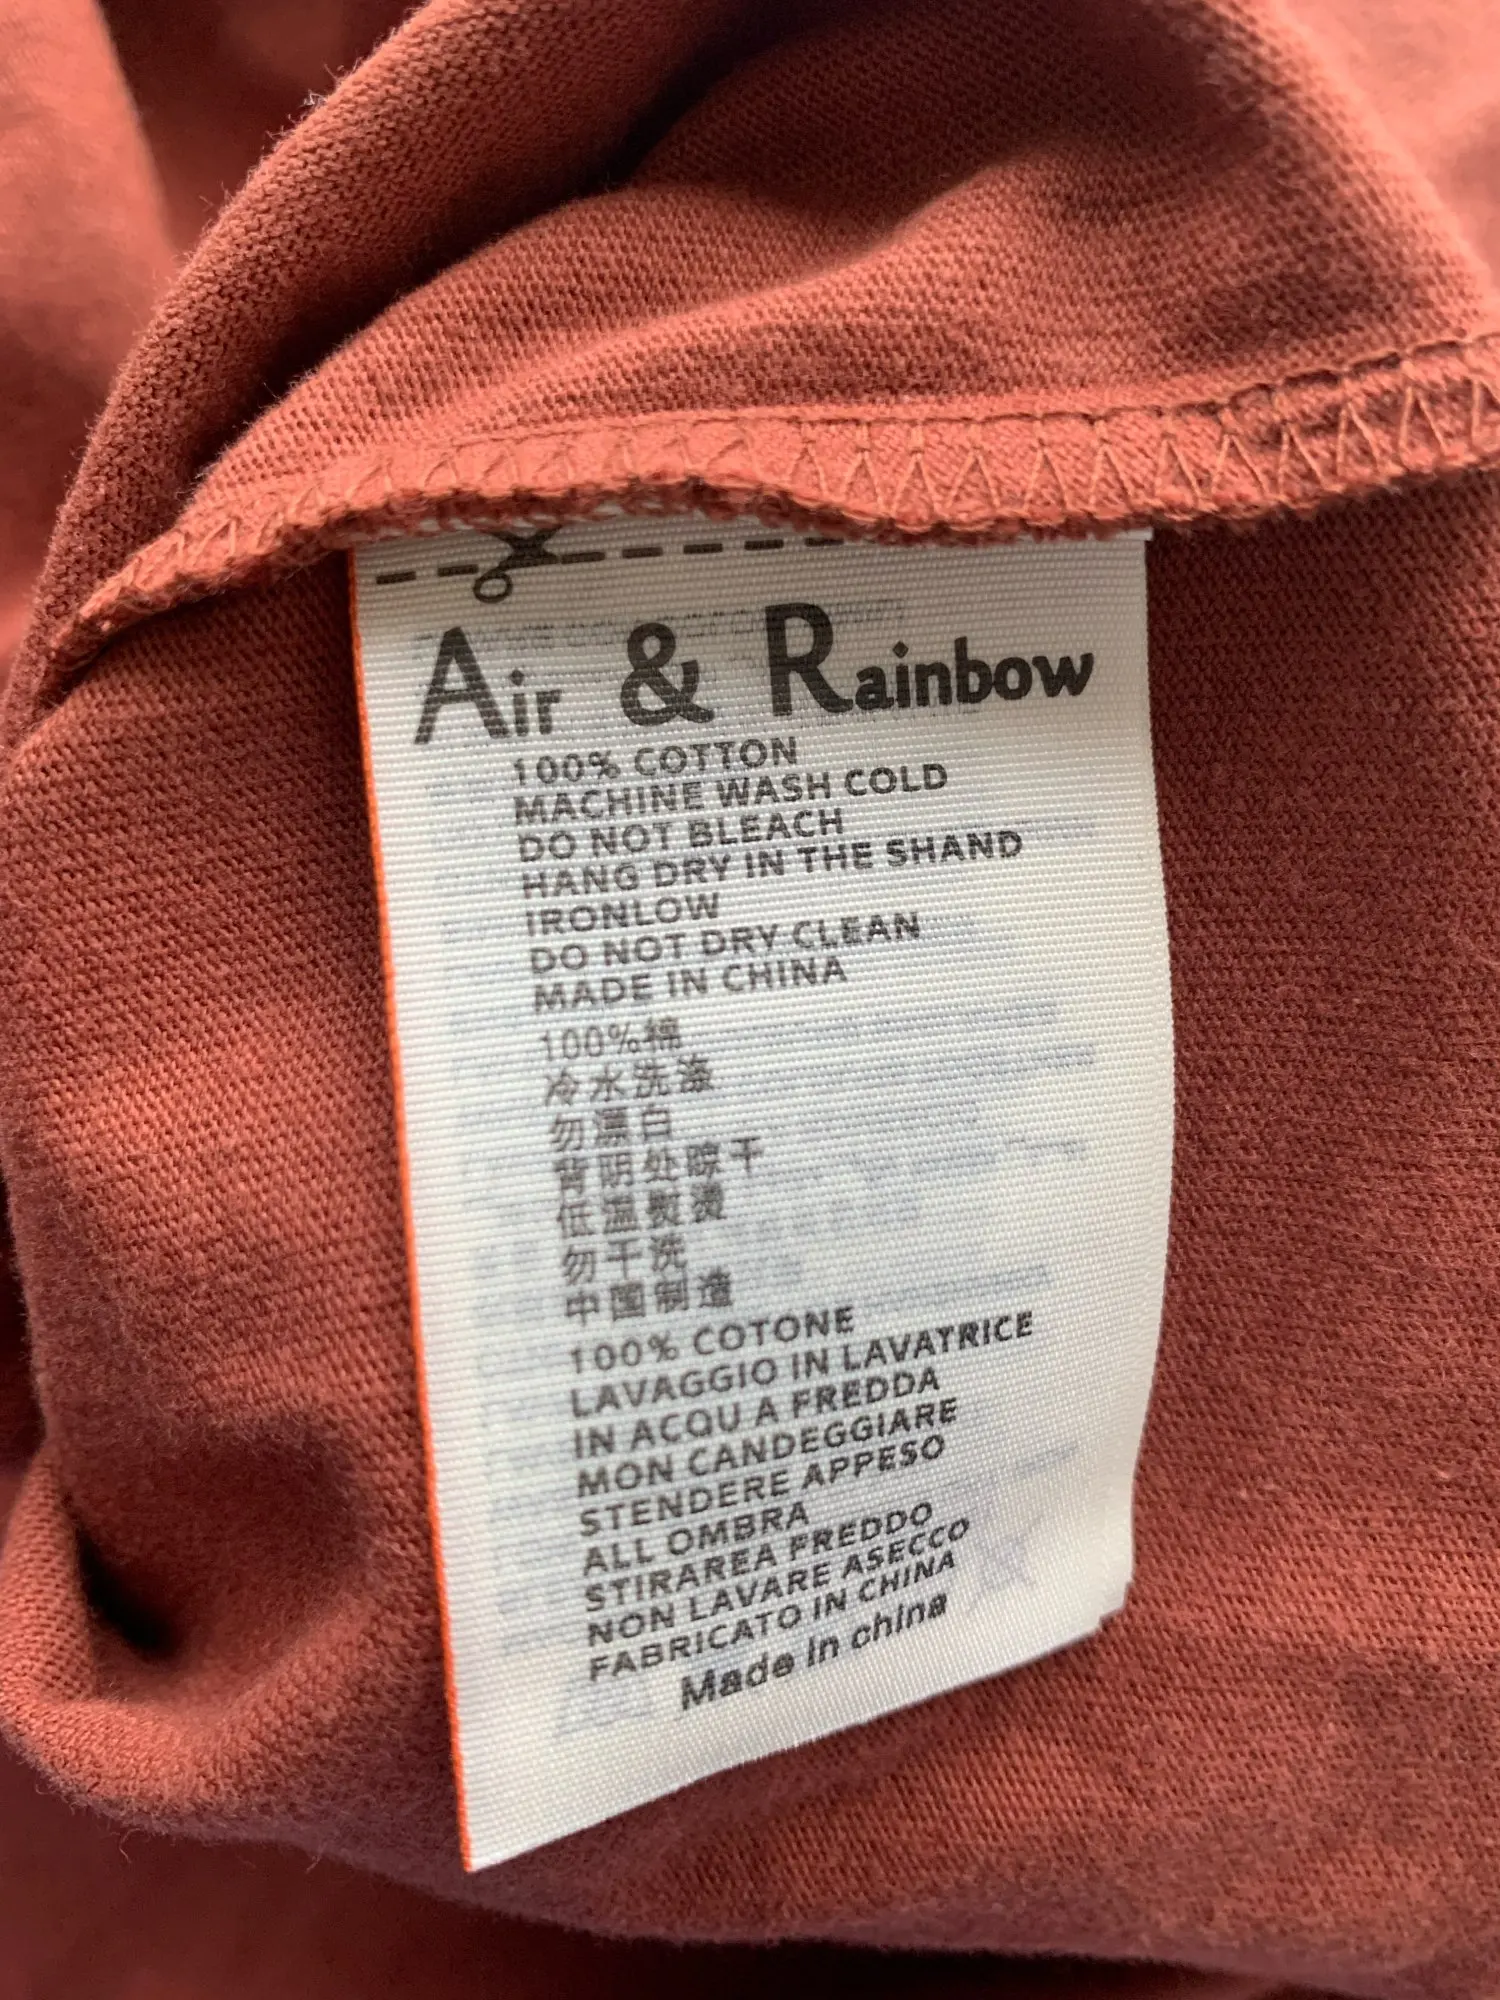 Air & Rainbow
100% COTTON
MACHINE WASH COLD
DO NOT BLEACH
HANG DRY IN THE SHAND
IRONLOW
DO NOT DRY CLEAN
MADE IN CHINA
100%棉
冷水洗涤
勿漂白
背阴处晾干
低温熨烫
勿干洗
中国制造
100% COTONE
LAVAGGIO IN LAVATRICE
IN ACQU A FREDDA
MON CANDEGGIARE
STENDERE APPESO
ALL OMBRA
STIRAREA FREDDO
NON LAVARE ASECCO
FABRICATO IN CHINA
Made in china